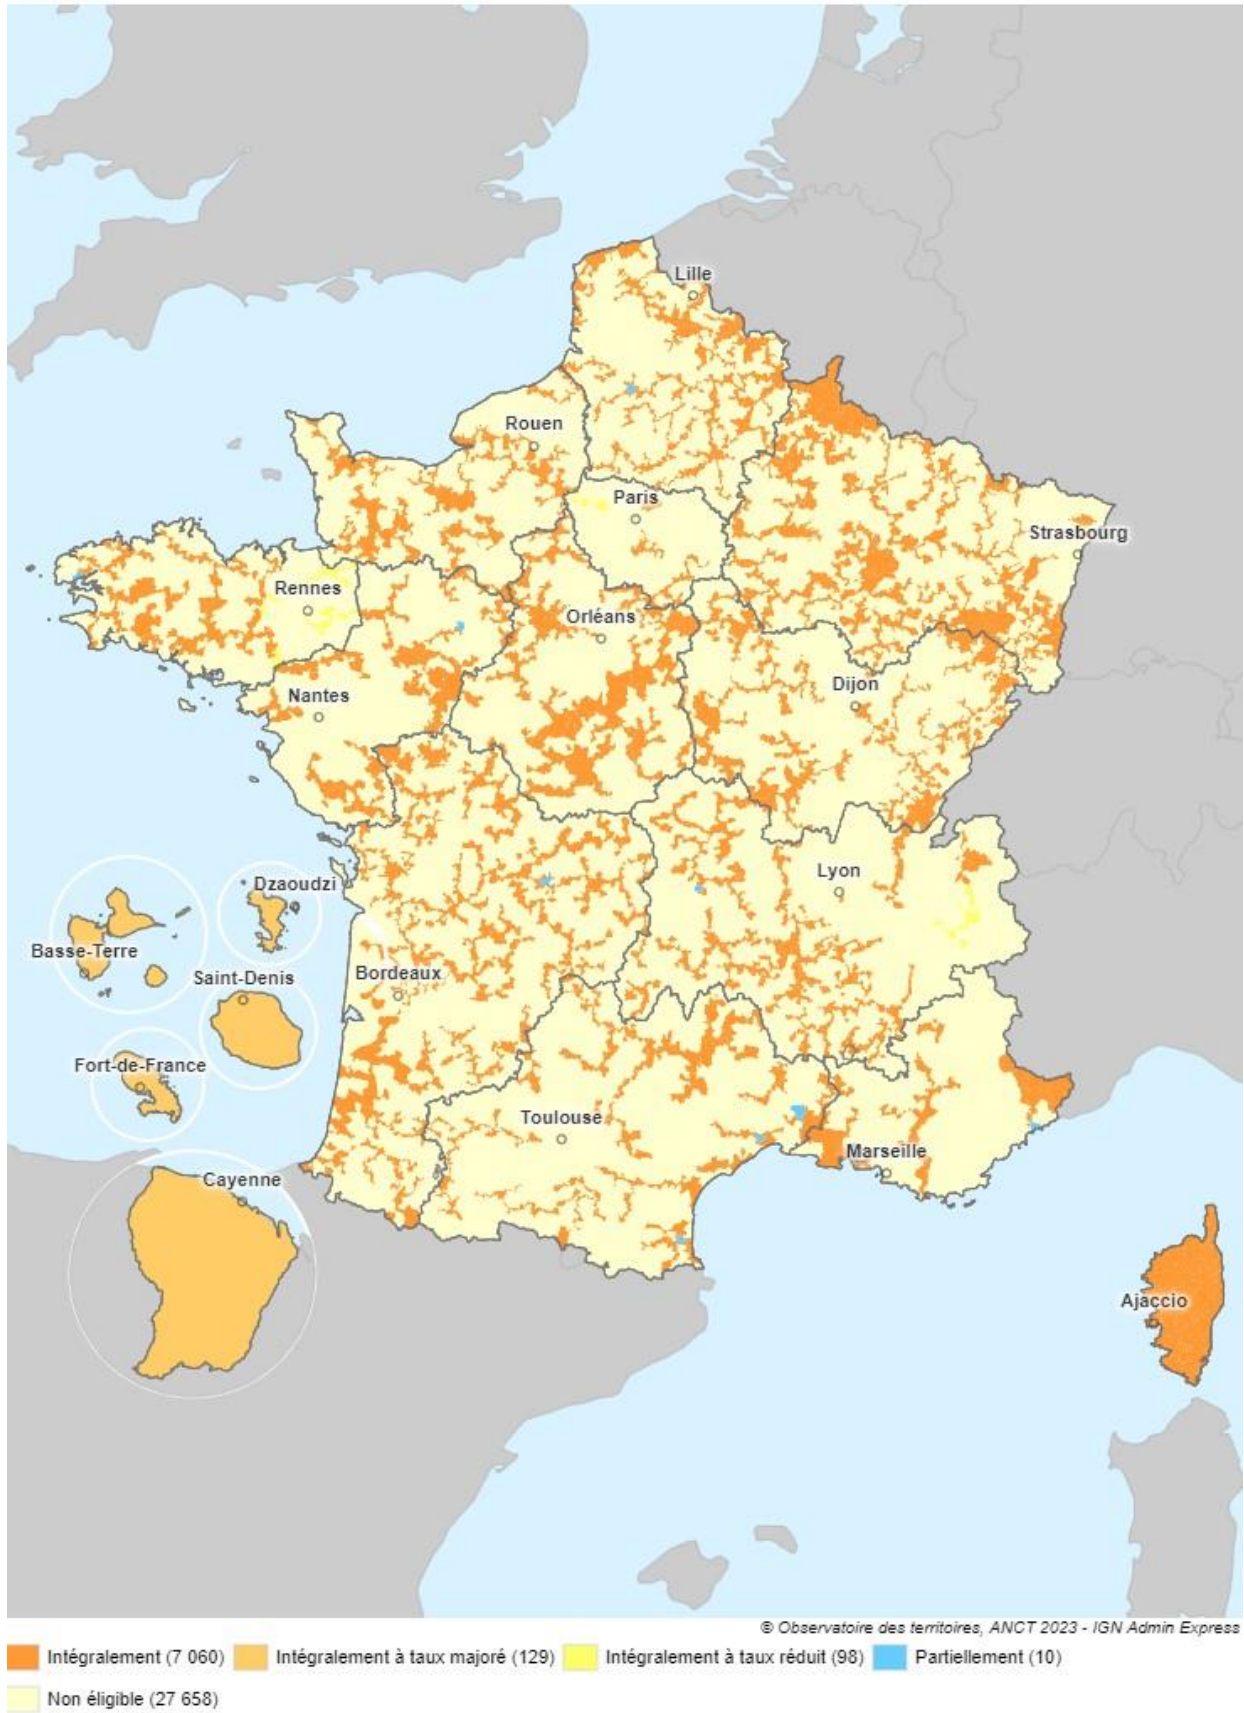 Lille
Rouen
Paris
Strasbourg
Rennes
Orléans
Dijon
Nantes
Lyon
Dzaoudzi
Basse-Terre
Saint-Denis
Bordeaux
Fort-de-France
Toulouse
Marseille
Cayenne
Ajaccio
© Observatoire des territoires, ANCT 2023 - IGN Admin Express
Intégralement (7 060) Intégralement à taux majoré (129) Intégralement à taux réduit (98) Partiellement (10)
Non éligible (27 658)